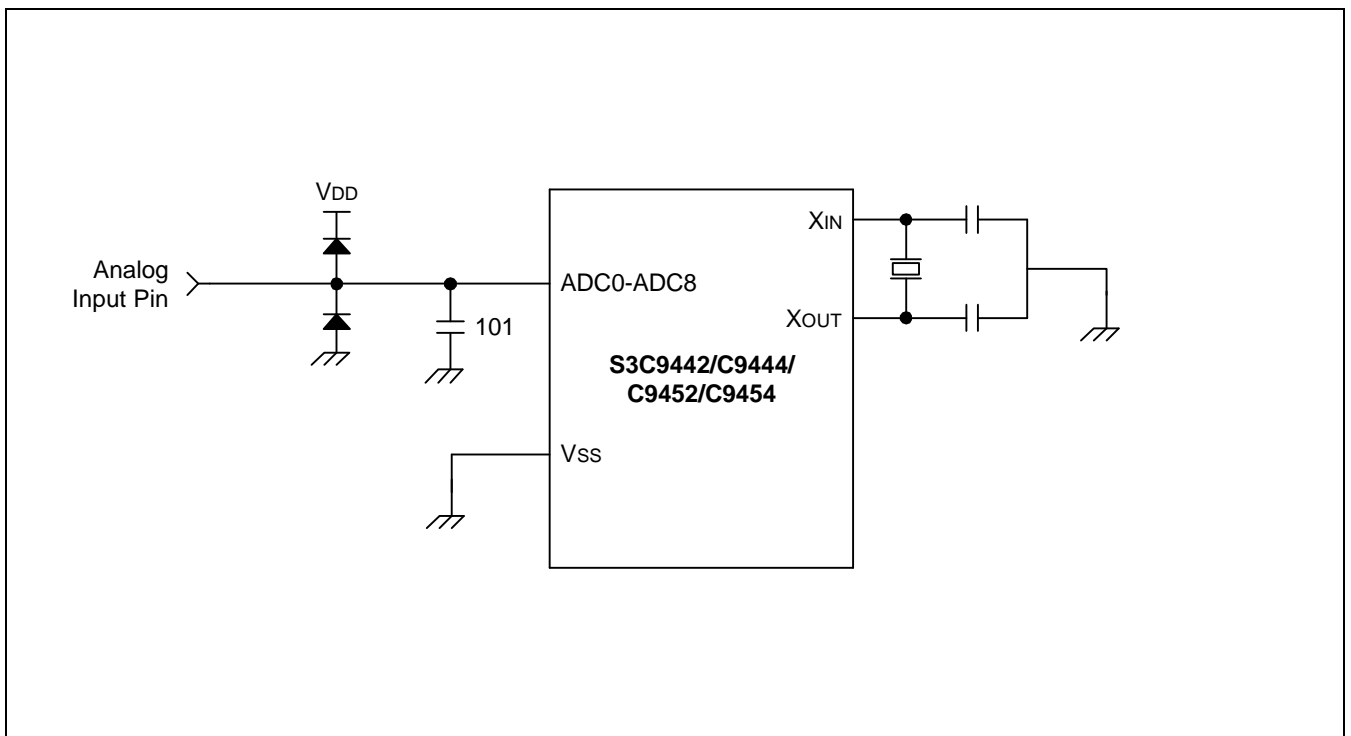 VDD
Analog
Input Pin
ADC0-ADC8
101
XIN
XOUT
S3C9442/C9444/
C9452/C9454
VSS